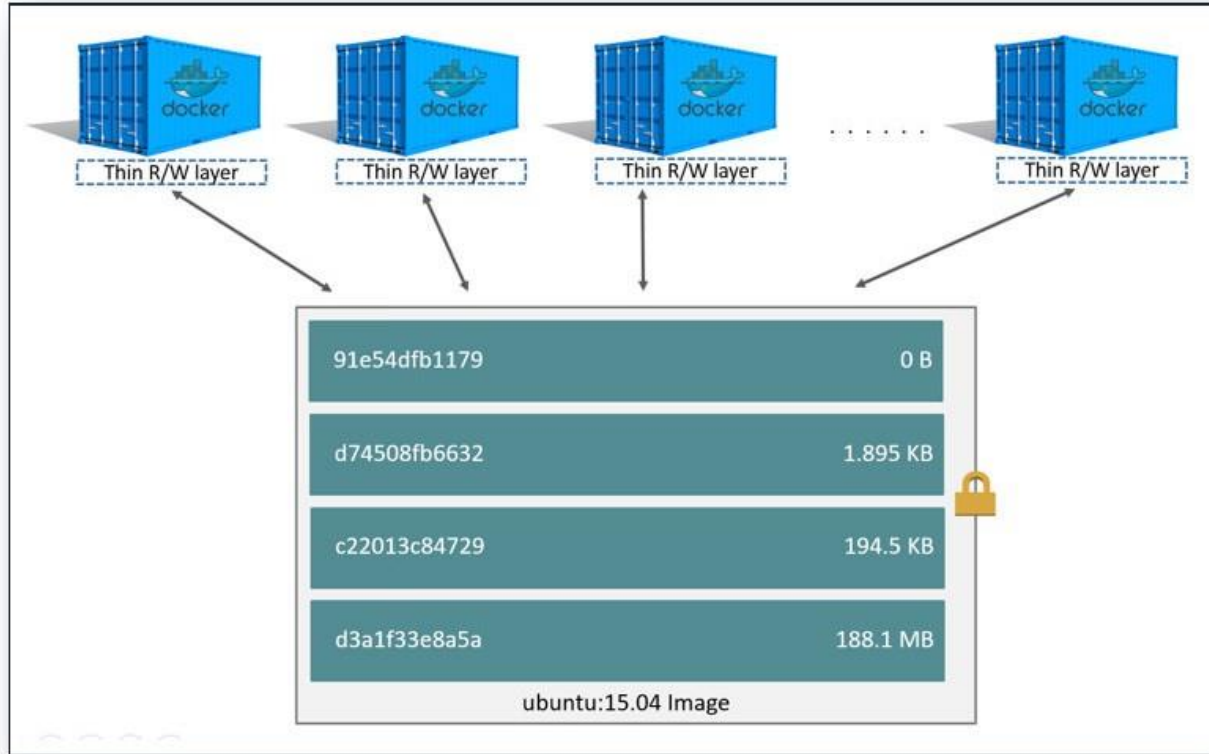 docker
docker
docker
docker
. . . . . .
Thin R/W layer
Thin R/W layer
Thin R/W layer
Thin R/W layer
91e54dfb1179 0 B
d74508fb6632 1.895 KB
c22013c84729 194.5 KB
d3a1f33e8a5a 188.1 MB
ubuntu:15.04 Image